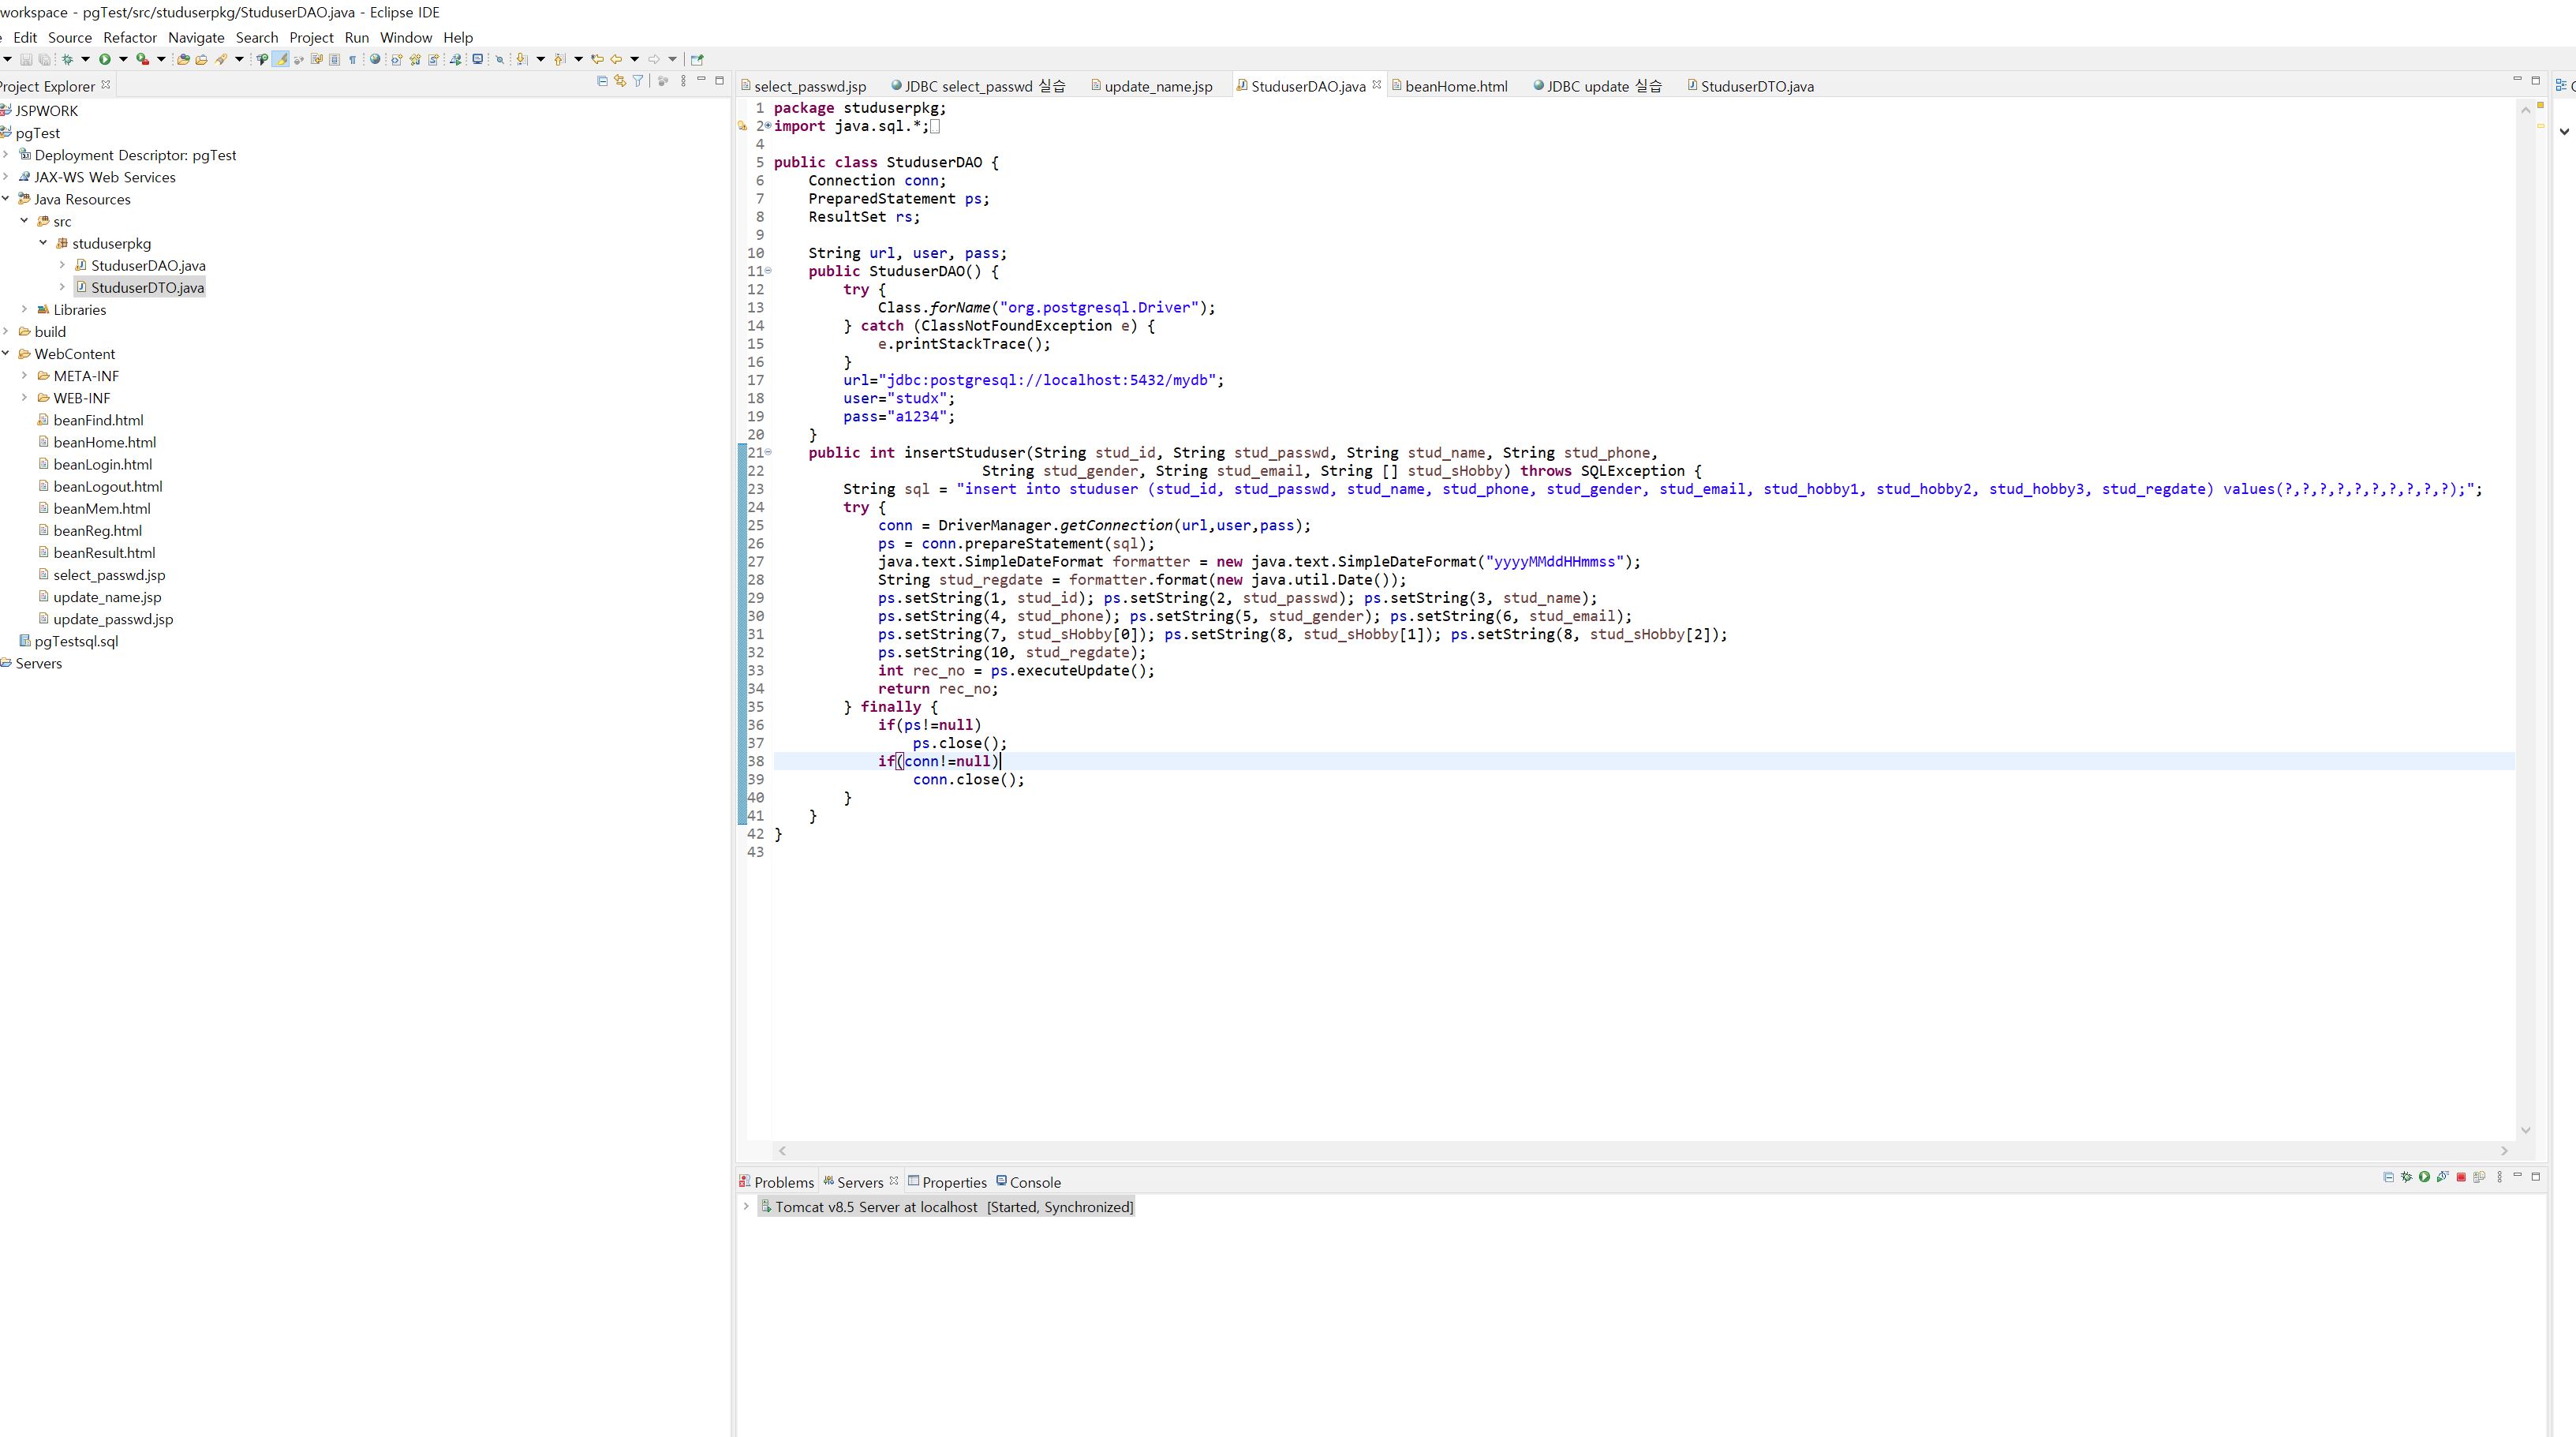 workspace - pgTest/src/studuserpkg/StuduserDAO.java - Eclipse IDE
Edit Source Refactor Navigate Search Project Run Window Help
Project Explorer
JSPWORK
pgTest
Deployment Descriptor: pgTest
JAX-WS Web Services
Java Resources
src
studuserpkg
StuduserDAO.java
StuduserDTO.java
Libraries
build
WebContent
META-INF
WEB-INF
beanFind.html
beanHome.html
beanLogin.html
beanLogout.html
beanMem.html
beanReg.html
beanResult.html
select_passwd.jsp
update_name.jsp
update_passwd.jsp
pgTestsql.sql
Servers
select_passwd.jsp JDBC select_passwd 실습 update_name.jsp StuduserDAO.java beanHome.html JDBC update 실습 StuduserDTO.java
1 package studuserpkg;
2 import java.sql.*;
4
5 public class StuduserDAO {
6 Connection conn;
7 PreparedStatement ps;
8 ResultSet rs;
9
10 String url, user, pass;
11 public StuduserDAO() {
12 try {
13 Class.forName("org.postgresql.Driver");
14 } catch (ClassNotFoundException e) {
15 e.printStackTrace();
16 }
17 url="jdbc:postgresql://localhost:5432/mydb";
18 user="studx";
19 pass="a1234";
20 }
21 public int insertStuduser(String stud_id, String stud_passwd, String stud_name, String stud_phone,
22 String stud_gender, String stud_email, String [] stud_sHobby) throws SQLException {
23 String sql = "insert into studuser (stud_id, stud_passwd, stud_name, stud_phone, stud_gender, stud_email, stud_hobby1, stud_hobby2, stud_hobby3, stud_regdate) values(?,?,?,?,?,?,?,?,?,?);";
24 try {
25 conn = DriverManager.getConnection(url,user,pass);
26 ps = conn.prepareStatement(sql);
27 java.text.SimpleDateFormat formatter = new java.text.SimpleDateFormat("yyyyMMddHHmmss");
28 String stud_regdate = formatter.format(new java.util.Date());
29 ps.setString(1, stud_id); ps.setString(2, stud_passwd); ps.setString(3, stud_name);
30 ps.setString(4, stud_phone); ps.setString(5, stud_gender); ps.setString(6, stud_email);
31 ps.setString(7, stud_sHobby[0]); ps.setString(8, stud_sHobby[1]); ps.setString(8, stud_sHobby[2]);
32 ps.setString(10, stud_regdate);
33 int rec_no = ps.executeUpdate();
34 return rec_no;
35 } finally {
36 if(ps!=null)
37 ps.close();
38 if(conn!=null)
39 conn.close();
40 }
41 }
42 }
43
Problems Servers Properties Console
Tomcat v8.5 Server at localhost [Started, Synchronized]